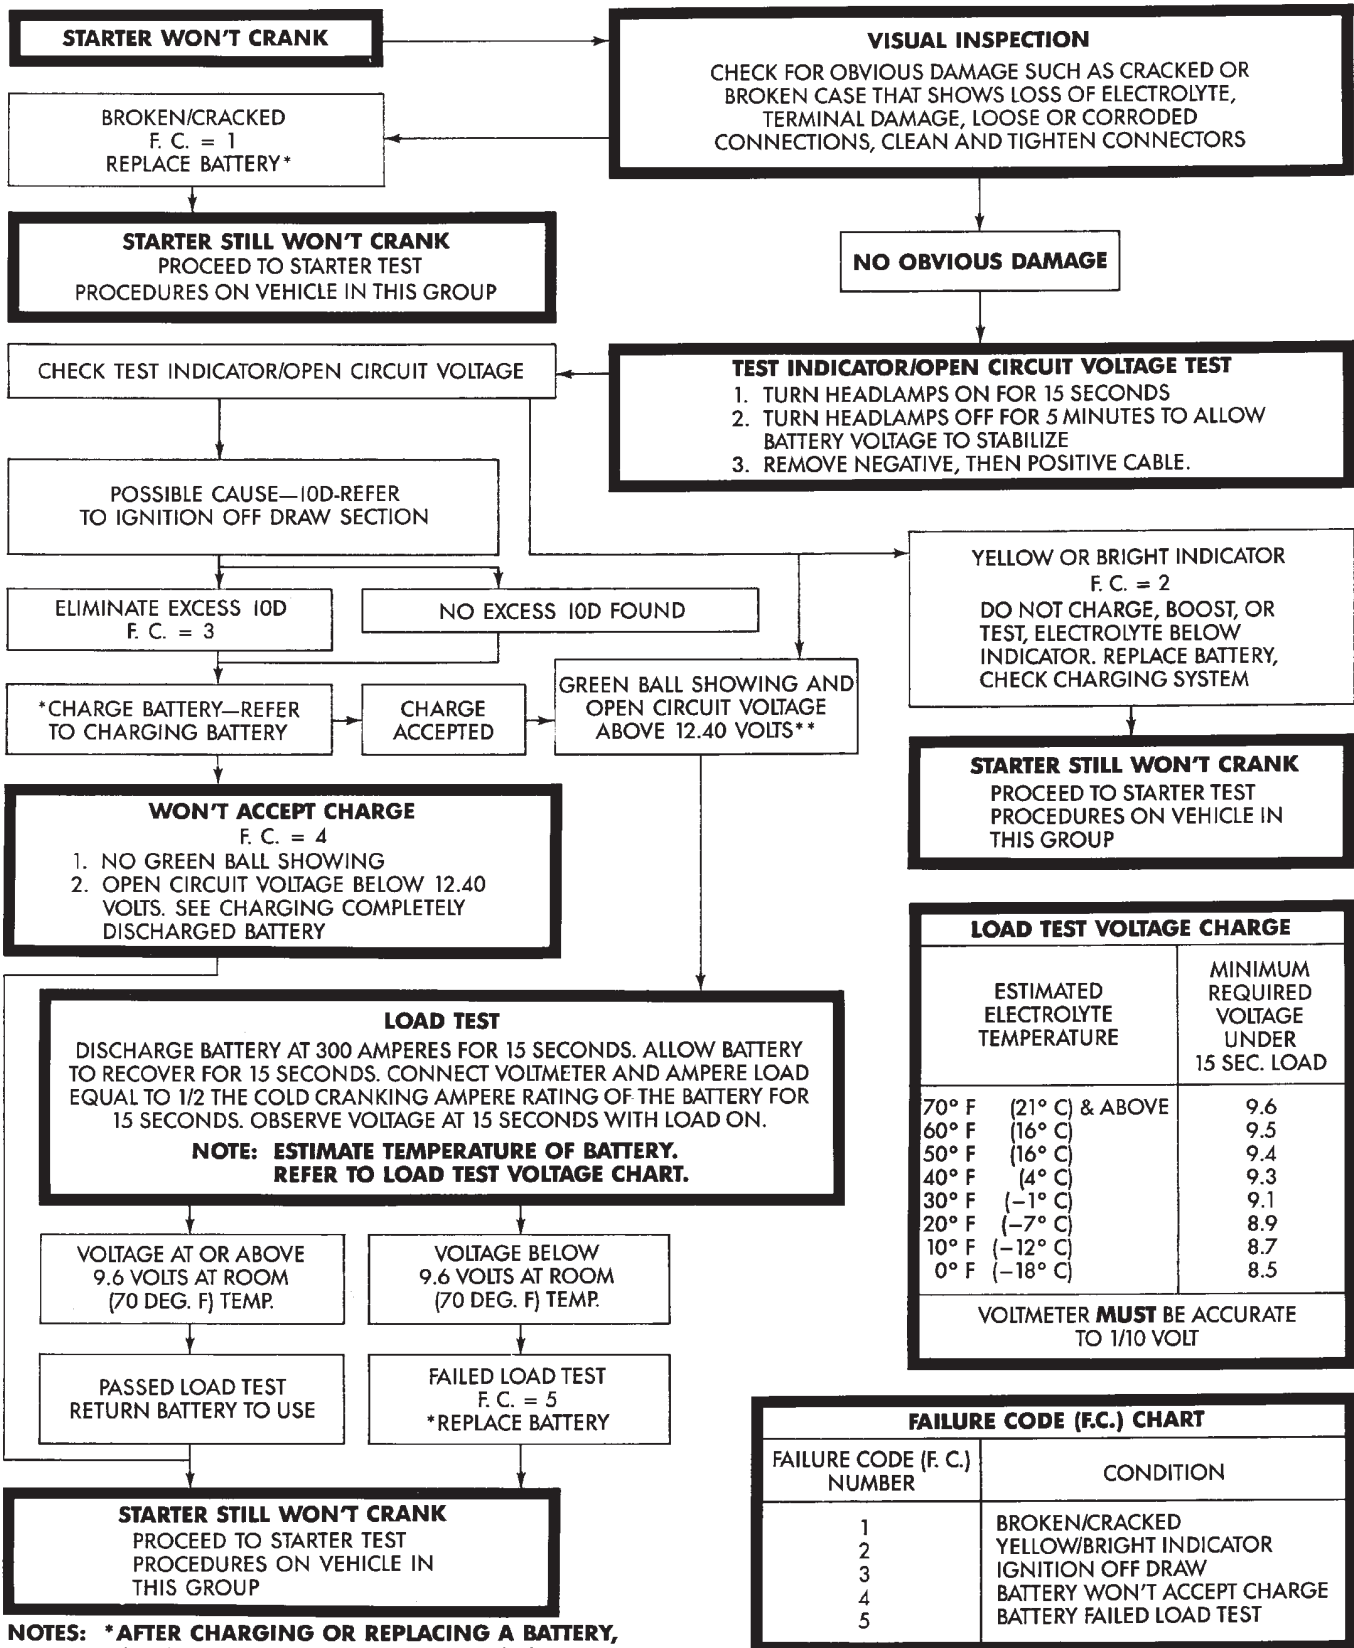 STARTER WON'T CRANK
VISUAL INSPECTION
CHECK FOR OBVIOUS DAMAGE SUCH AS CRACKED OR
BROKEN CASE THAT SHOWS LOSS OF ELECTROLYTE,
TERMINAL DAMAGE, LOOSE OR CORRODED
CONNECTIONS, CLEAN AND TIGHTEN CONNECTORS
BROKEN/CRACKED
F. C. = 1
REPLACE BATTERY*
STARTER STILL WON'T CRANK
PROCEED TO STARTER TEST
PROCEDURES ON VEHICLE IN THIS GROUP
NO OBVIOUS DAMAGE
TEST INDICATOR/OPEN CIRCUIT VOLTAGE TEST
1. TURN HEADLAMPS ON FOR 15 SECONDS
2. TURN HEADLAMPS OFF FOR 5 MINUTES TO ALLOW
BATTERY VOLTAGE TO STABILIZE
3. REMOVE NEGATIVE, THEN POSITIVE CABLE.
CHECK TEST INDICATOR/OPEN CIRCUIT VOLTAGE
POSSIBLE CAUSE—IOD-REFER
TO IGNITION OFF DRAW SECTION
ELIMINATE EXCESS IOD
F. C. = 3
NO EXCESS IOD FOUND
YELLOW OR BRIGHT INDICATOR
F. C. = 2
DO NOT CHARGE, BOOST, OR
TEST, ELECTROLYTE BELOW
INDICATOR. REPLACE BATTERY,
CHECK CHARGING SYSTEM
*CHARGE BATTERY—REFER
TO CHARGING BATTERY
CHARGE
ACCEPTED
GREEN BALL SHOWING AND
OPEN CIRCUIT VOLTAGE
ABOVE 12.40 VOLTS**
STARTER STILL WON'T CRANK
PROCEED TO STARTER TEST
PROCEDURES ON VEHICLE IN
THIS GROUP
WON'T ACCEPT CHARGE
F. C. = 4
1. NO GREEN BALL SHOWING
2. OPEN CIRCUIT VOLTAGE BELOW 12.40
VOLTS. SEE CHARGING COMPLETELY
DISCHARGED BATTERY
LOAD TEST
DISCHARGE BATTERY AT 300 AMPERES FOR 15 SECONDS. ALLOW BATTERY
TO RECOVER FOR 15 SECONDS. CONNECT VOLTMETER AND AMPERE LOAD
EQUAL TO 1/2 THE COLD CRANKING AMPERE RATING OF THE BATTERY FOR
15 SECONDS. OBSERVE VOLTAGE AT 15 SECONDS WITH LOAD ON.
NOTE: ESTIMATE TEMPERATURE OF BATTERY.
REFER TO LOAD TEST VOLTAGE CHART.
VOLTAGE AT OR ABOVE
9.6 VOLTS AT ROOM
(70 DEG. F) TEMP.
VOLTAGE BELOW
9.6 VOLTS AT ROOM
(70 DEG. F) TEMP.
PASSED LOAD TEST
RETURN BATTERY TO USE
FAILED LOAD TEST
F. C. = 5
*REPLACE BATTERY
STARTER STILL WON'T CRANK
PROCEED TO STARTER TEST
PROCEDURES ON VEHICLE IN
THIS GROUP
LOAD TEST VOLTAGE CHARGE
ESTIMATED
ELECTROLYTE
TEMPERATURE
MINIMUM
REQUIRED
VOLTAGE
UNDER
15 SEC. LOAD
70° F (21° C) & ABOVE 9.6
60° F (16° C) 9.5
50° F (16° C) 9.4
40° F (4° C) 9.3
30° F (–1° C) 9.1
20° F (–7° C) 8.9
10° F (–12° C) 8.7
0° F (–18° C) 8.5
VOLTMETER MUST BE ACCURATE
TO 1/10 VOLT
FAILURE CODE (F.C.) CHART
FAILURE CODE (F. C.)
NUMBER
CONDITION
1 BROKEN/CRACKED
2 YELLOW/BRIGHT INDICATOR
3 IGNITION OFF DRAW
4 BATTERY WON'T ACCEPT CHARGE
5 BATTERY FAILED LOAD TEST
NOTES: *AFTER CHARGING OR REPLACING A BATTERY,